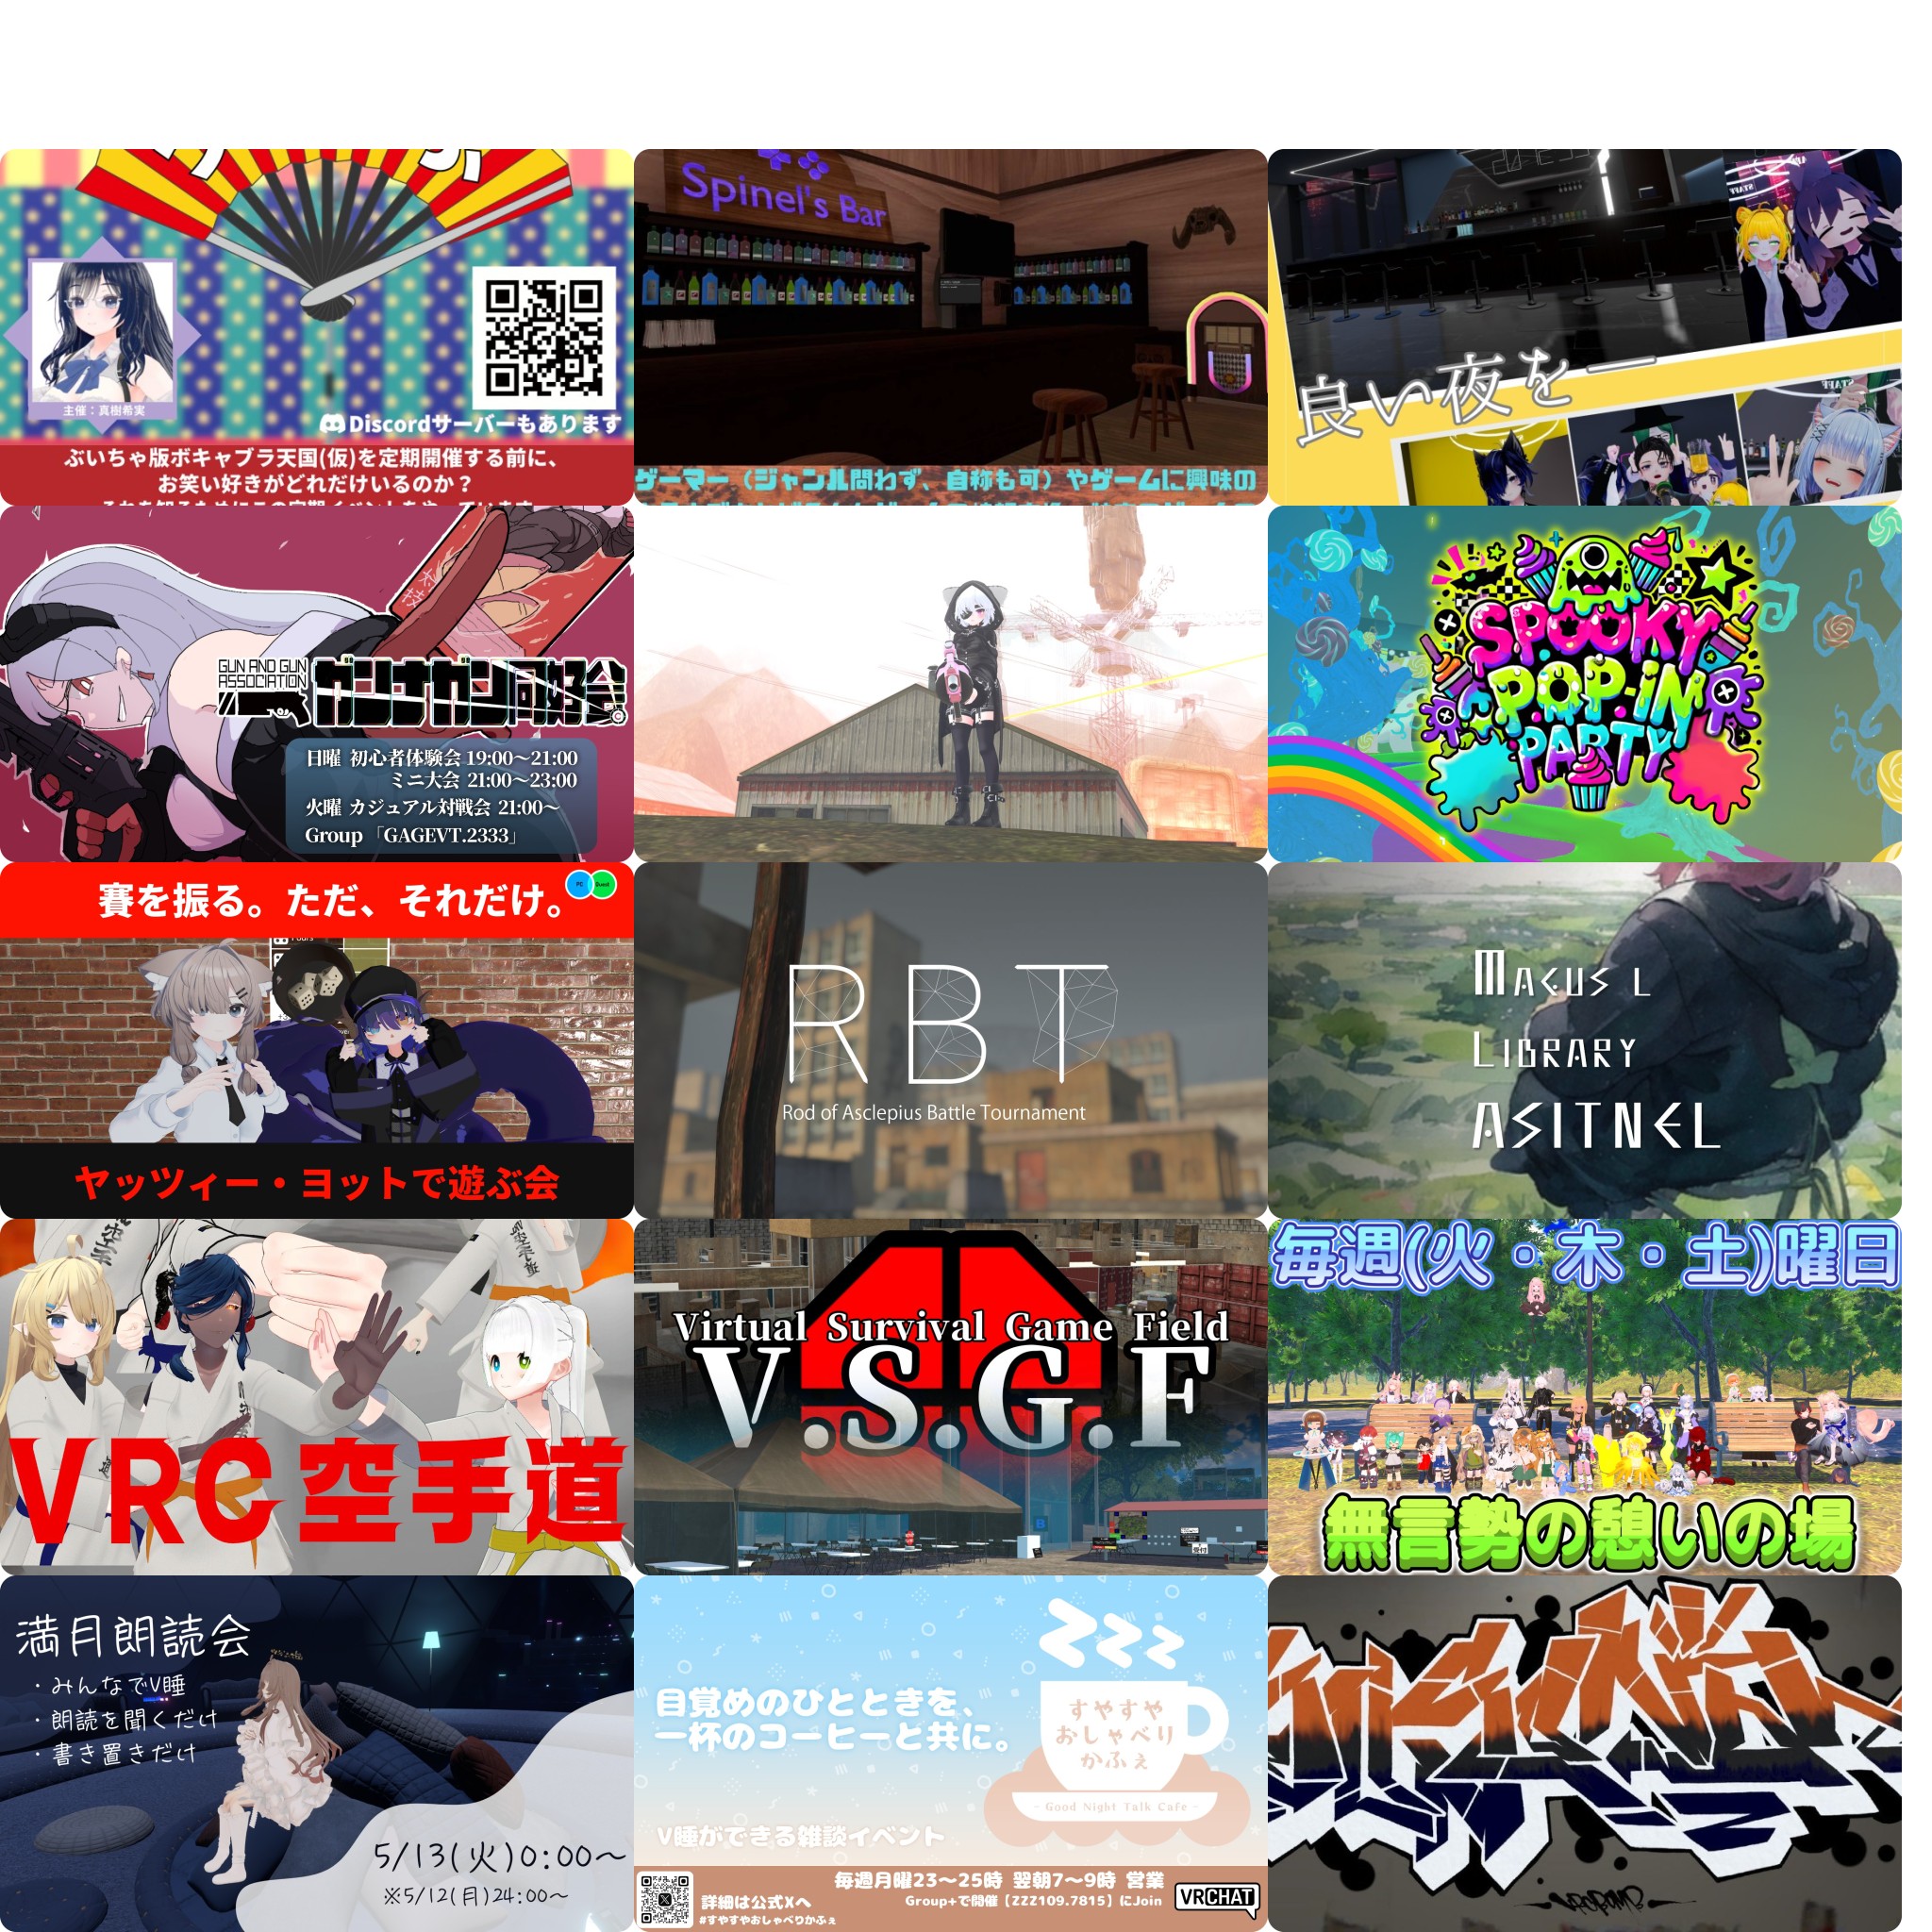 主催：真樹希実
Discordサーバーもあります
ぶいちゃ版ボキャブラ天国(仮)を定期開催する前に、
お笑い好きがどれだけいるのか？
Spinel's Bar
ゲーマー（ジャンル問わず、自称も可）やゲームに興味の
STAFF
良い夜を—
STAFF
GUN AND GUN
ASSOCIATION
ガンナガン同好会
日曜 初心者体験会 19:00～21:00
ミニ大会 21:00～23:00
火曜 カジュアル対戦会 21:00～
Group 「GAGEVT.2333」
SPOOKY
POP-iN
PARTY
賽を振る。ただ、それだけ。
PC
Quest
ヤッツィー・ヨットで遊ぶ会
RBT
Rod of Asclepius Battle Tournament
MAGUS L
LIBRARY
ASITNEL
VRC 空手道
Virtual Survival Game Field
V.S.G.F
受付
毎週(火・木・土)曜日
無言勢の憩いの場
満月朗読会
・みんなでV睡
・朗読を聞くだけ
・書き置きだけ
5/13(火)0:00～
※5/12(月)24:00～
zzz
目覚めのひとときを、
一杯のコーヒーと共に。
すやすや
おしゃべり
かふぇ
- Good Night Talk Cafe -
V睡ができる雑談イベント
毎週月曜23～25時 翌朝7～9時 営業
詳細は公式Xへ
Group+で開催【ZZZ109.7815】にJoin
#すやすやおしゃべりかふぇ
VRCHAT